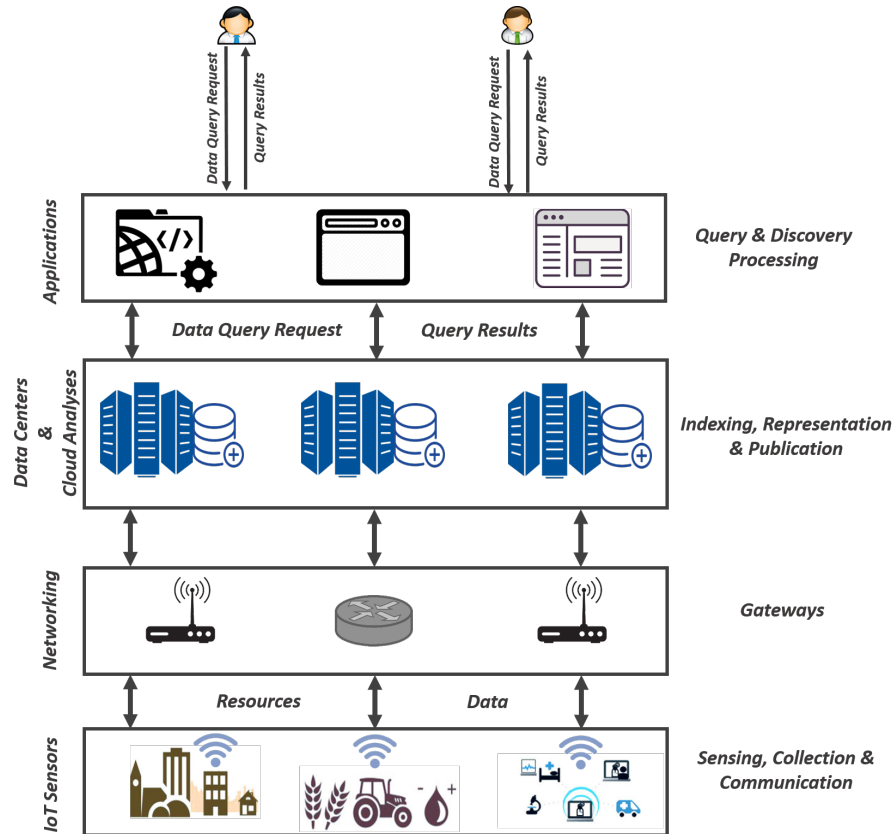 Data Query Request
Query Results
Data Query Request
Query Results
Applications
</>
Query & Discovery
Processing
Data Query Request
Query Results
Data Centers
&
Cloud Analyses
Indexing, Representation
& Publication
Networking
Gateways
Resources
Data
IoT Sensors
- +
Sensing, Collection &
Communication